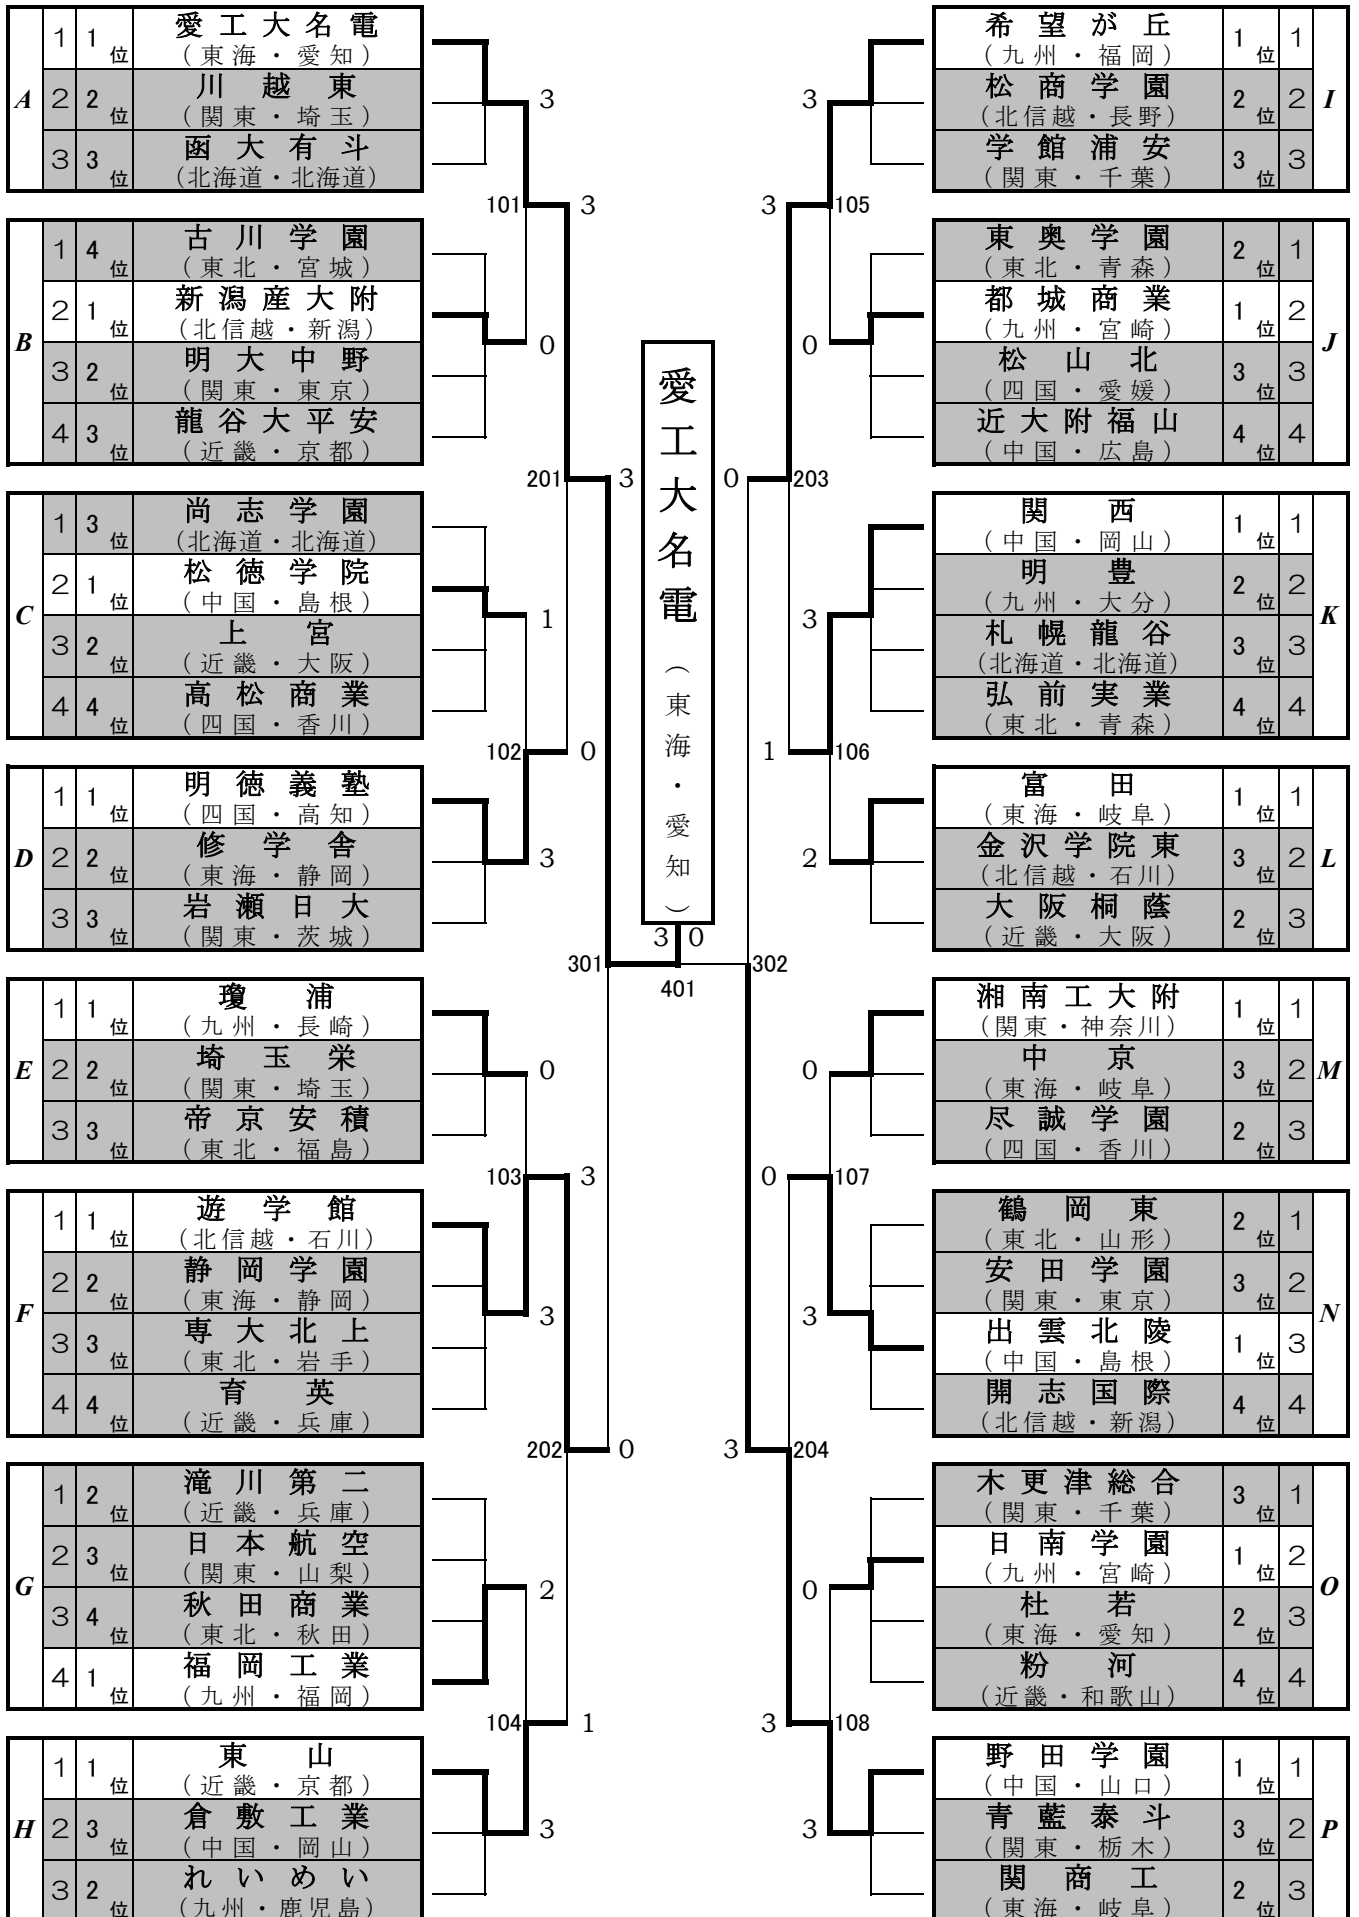 A
1 1位 愛工大名電
(東海・愛知)
2 2位 川越東
(関東・埼玉)
3 3位 函大有斗
(北海道・北海道)
B
1 4位 古川学園
(東北・宮城)
2 1位 新潟産大附
(北信越・新潟)
3 2位 明大中野
(関東・東京)
4 3位 龍谷大平安
(近畿・京都)
C
1 3位 尚志学園
(北海道・北海道)
2 1位 松徳学院
(中国・島根)
3 2位 上宮
(近畿・大阪)
4 4位 高松商業
(四国・香川)
D
1 1位 明徳義塾
(四国・高知)
2 2位 修学舎
(東海・静岡)
3 3位 岩瀬日大
(関東・茨城)
E
1 1位 瓊浦
(九州・長崎)
2 2位 埼玉栄
(関東・埼玉)
3 3位 帝京安積
(東北・福島)
F
1 1位 遊学館
(北信越・石川)
2 2位 静岡学園
(東海・静岡)
3 3位 専大北上
(東北・岩手)
4 4位 育英
(近畿・兵庫)
G
1 2位 滝川第二
(近畿・兵庫)
2 3位 日本航空
(関東・山梨)
3 4位 秋田商業
(東北・秋田)
4 1位 福岡工業
(九州・福岡)
H
1 1位 東山
(近畿・京都)
2 3位 倉敷工業
(中国・岡山)
3 2位 れいめい
(九州・鹿児島)
3
101 3
0
201 3
1
102 0
3
301
0
103 3
3
202 0
2
104 1
3
愛工大名電(東海・愛知)
3 0
401
3
3 105
0
0 203
3
1 106
2
302
0
0 107
3
3 204
0
3 108
3
希望が丘 1位 1
(九州・福岡)
松商学園 2位 2
(北信越・長野)
学館浦安 3位 3
(関東・千葉)
I
東奥学園 2位 1
(東北・青森)
都城商業 1位 2
(九州・宮崎)
松山北 3位 3
(四国・愛媛)
近大附福山 4位 4
(中国・広島)
J
関西 1位 1
(中国・岡山)
明豊 2位 2
(九州・大分)
札幌龍谷 3位 3
(北海道・北海道)
弘前実業 4位 4
(東北・青森)
K
富田 1位 1
(東海・岐阜)
金沢学院東 3位 2
(北信越・石川)
大阪桐蔭 2位 3
(近畿・大阪)
L
湘南工大附 1位 1
(関東・神奈川)
中京 3位 2
(東海・岐阜)
尽誠学園 2位 3
(四国・香川)
M
鶴岡東 2位 1
(東北・山形)
安田学園 3位 2
(関東・東京)
出雲北陵 1位 3
(中国・島根)
開志国際 4位 4
(北信越・新潟)
N
木更津総合 3位 1
(関東・千葉)
日南学園 1位 2
(九州・宮崎)
杜若 2位 3
(東海・愛知)
粉河 4位 4
(近畿・和歌山)
O
野田学園 1位 1
(中国・山口)
青藍泰斗 3位 2
(関東・栃木)
関商工 2位 3
(東海・岐阜)
P